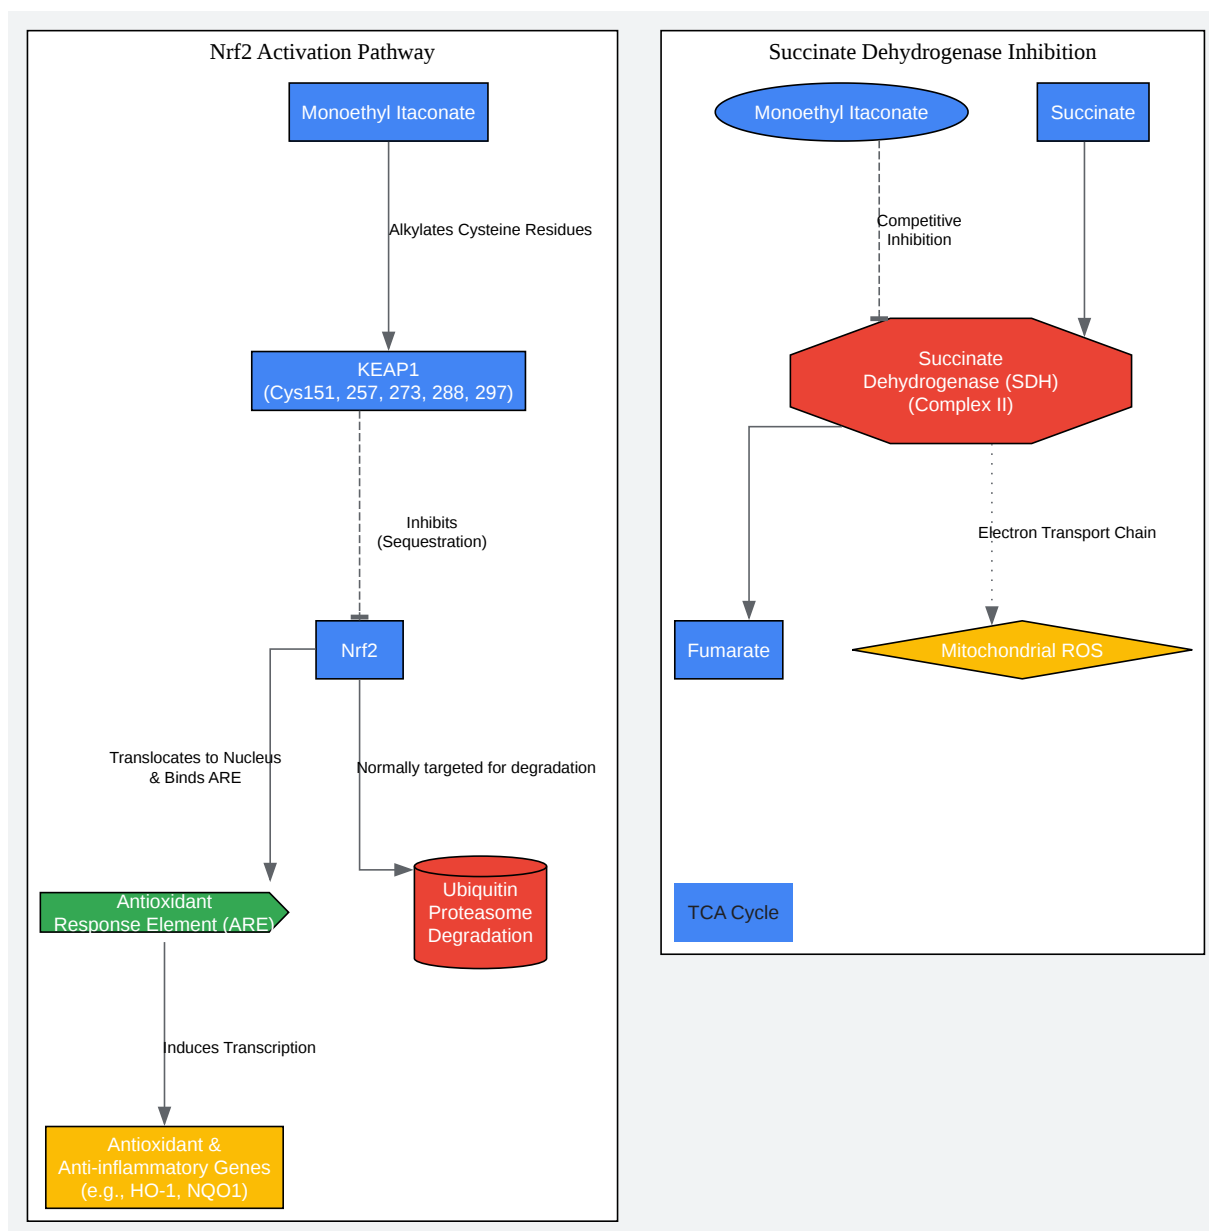 Nrf2 Activation Pathway
Monoethyl Itaconate
Alkylates Cysteine Residues
KEAP1
(Cys151, 257, 273, 288, 297)
Inhibits
(Sequestration)
Nrf2
Translocates to Nucleus
& Binds ARE
Normally targeted for degradation
Antioxidant
Response Element (ARE)
Ubiquitin
Proteasome
Degradation
Induces Transcription
Antioxidant &
Anti-inflammatory Genes
(e.g., HO-1, NQO1)
Succinate Dehydrogenase Inhibition
Monoethyl Itaconate
Succinate
Competitive
Inhibition
Succinate
Dehydrogenase (SDH)
(Complex II)
Electron Transport Chain
Fumarate
Mitochondrial ROS
TCA Cycle